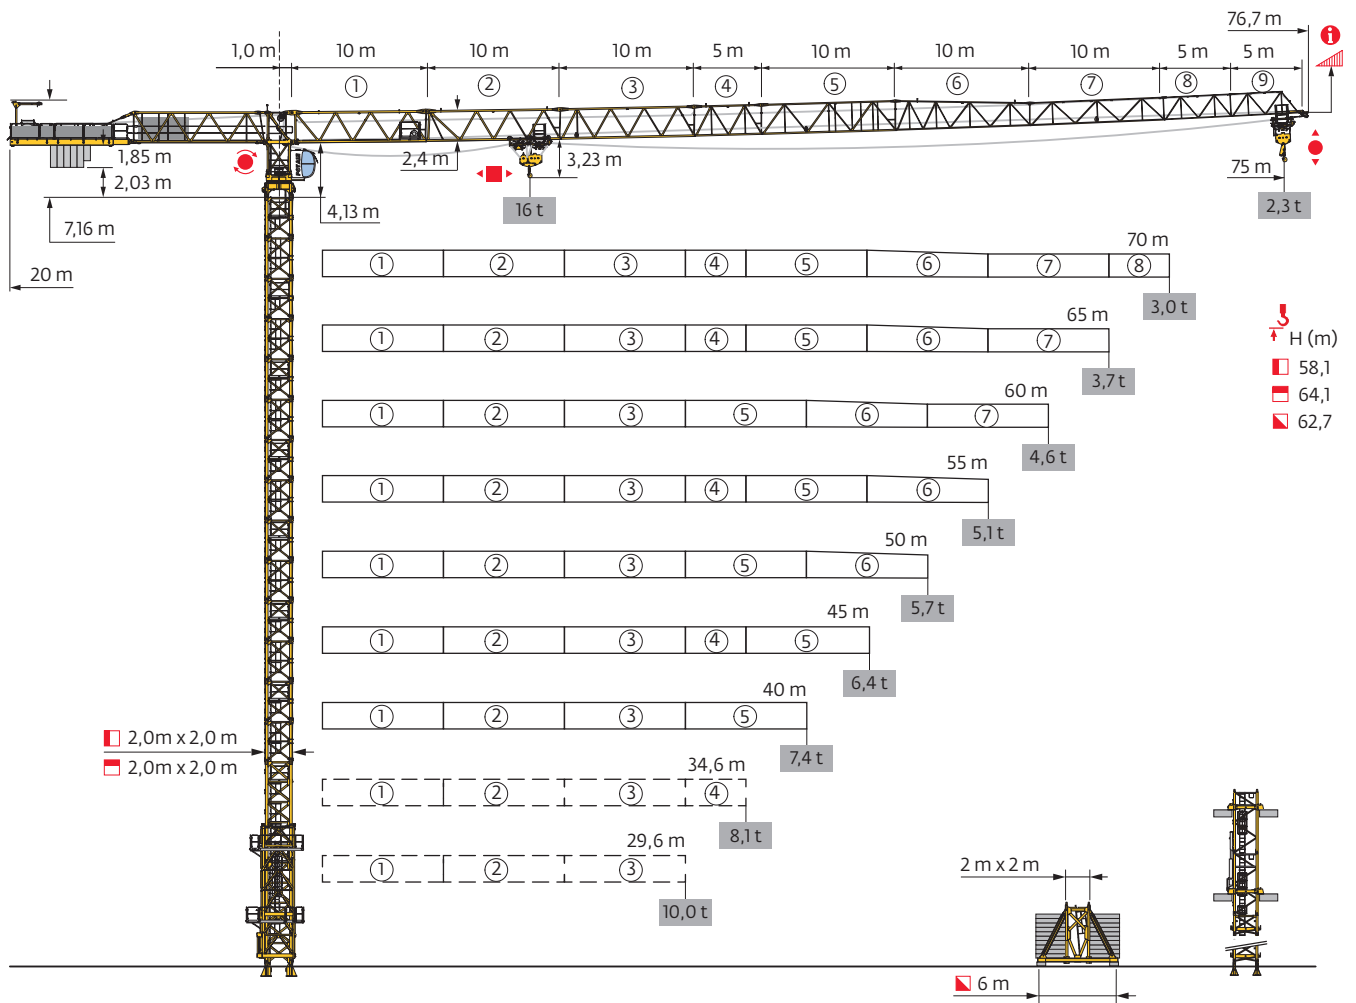 76,7 m
1,0 m 10 m 10 m 10 m 5 m 10 m 10 m 10 m 5 m 5 m
i
1 2 3 4 5 6 7 8 9
1,85 m
2,4 m
3,23 m
2,03 m
75 m
16 t
4,13 m
2,3 t
7,16 m
20 m
70 m
1 2 3 4 5 6 7 8
3,0 t
65 m
1 2 3 4 5 6 7
3,7 t
H (m)
58,1
64,1
62,7
60 m
1 2 3 5 6 7
4,6 t
55 m
1 2 3 4 5 6
5,1 t
50 m
1 2 3 5 6
5,7 t
45 m
1 2 3 4 5
6,4 t
40 m
1 2 3 5
7,4 t
2,0m x 2,0 m
2,0m x 2,0 m
34,6 m
1 2 3 4
8,1 t
29,6 m
1 2 3
10,0 t
2 m x 2 m
6 m